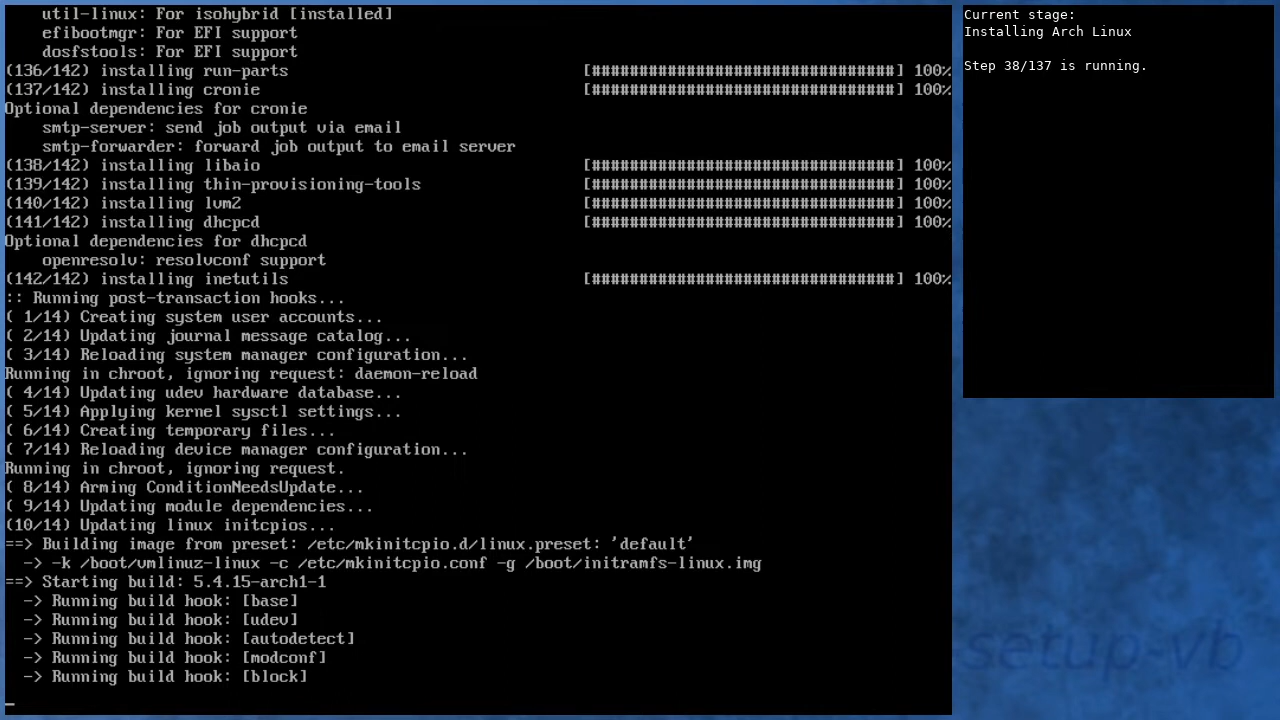 util-linux: For isohybrid [installed]
    efibootmgr: For EFI support
    dosfstools: For EFI support
(136/142) installing run-parts                               [################################] 100%
(137/142) installing cronie                                  [################################] 100%
Optional dependencies for cronie
    smtp-server: send job output via email
    smtp-forwarder: forward job output to email server
(138/142) installing libaio                                  [################################] 100%
(139/142) installing thin-provisioning-tools                 [################################] 100%
(140/142) installing lvm2                                    [################################] 100%
(141/142) installing dhcpcd                                  [################################] 100%
Optional dependencies for dhcpcd
    openresolv: resolvconf support
(142/142) installing inetutils                               [################################] 100%
:: Running post-transaction hooks...
( 1/14) Creating system user accounts...
( 2/14) Updating journal message catalog...
( 3/14) Reloading system manager configuration...
Running in chroot, ignoring request: daemon-reload
( 4/14) Updating udev hardware database...
( 5/14) Applying kernel sysctl settings...
( 6/14) Creating temporary files...
( 7/14) Reloading device manager configuration...
Running in chroot, ignoring request.
( 8/14) Arming ConditionNeedsUpdate...
( 9/14) Updating module dependencies...
(10/14) Updating linux initcpios...
==> Building image from preset: /etc/mkinitcpio.d/linux.preset: 'default'
  -> -k /boot/vmlinuz-linux -c /etc/mkinitcpio.conf -g /boot/initramfs-linux.img
==> Starting build: 5.4.15-arch1-1
  -> Running build hook: [base]
  -> Running build hook: [udev]
  -> Running build hook: [autodetect]
  -> Running build hook: [modconf]
  -> Running build hook: [block]
_
Current stage:
Installing Arch Linux
Step 38/137 is running.
setup-vb